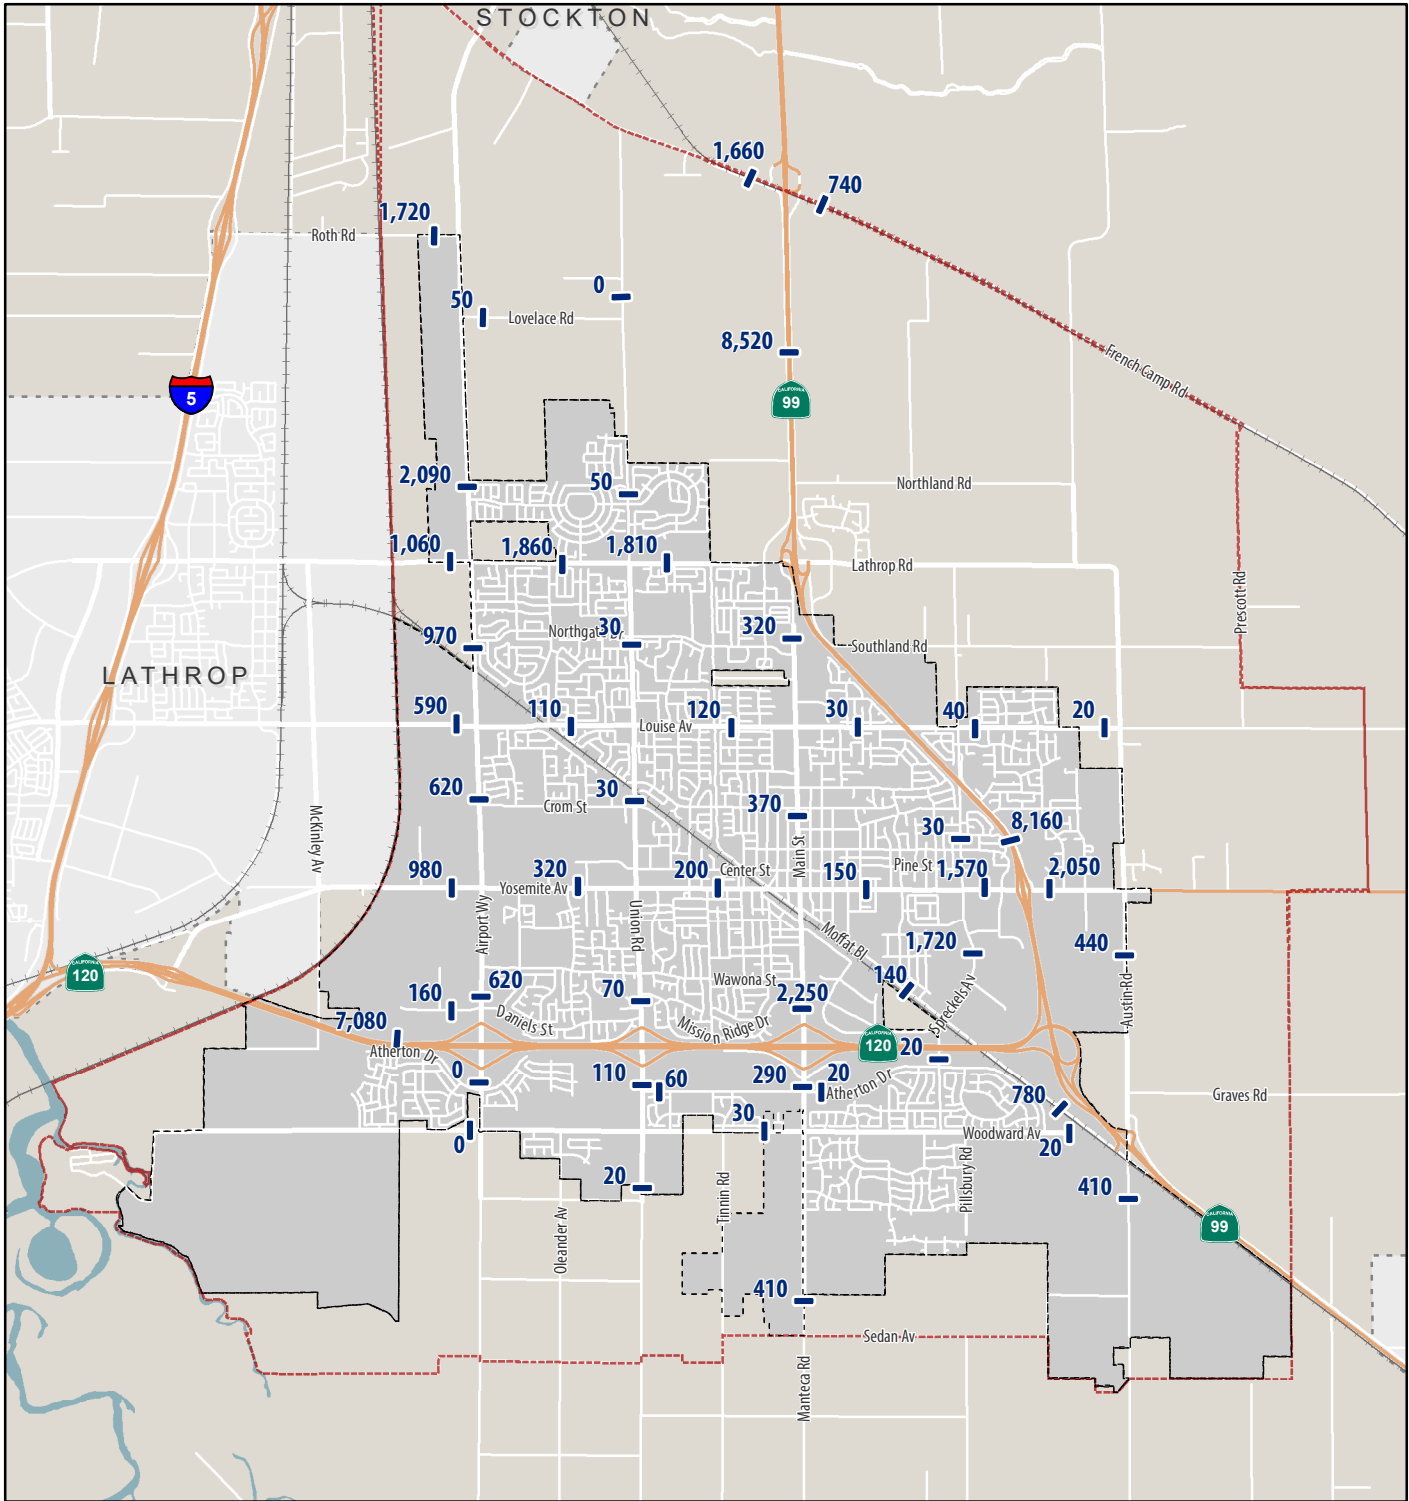 STOCKTON
1,660
740
1,720
Roth Rd
0
50
Lovelace Rd
8,520
French Camp Rd
5
CALIFORNIA
99
2,090
50
Northland Rd
1,060
1,860
1,810
Lathrop Rd
Prescott Rd
970
Northgate Dr
30
320
Southland Rd
LATHROP
590
110
120
30
40
20
Louise Av
620
30
Crom St
370
30
8,160
McKinley Av
Main St
980
320
200
Center St
150
Pine St
1,570
2,050
Yosemite Av
Airport Wy
Union Rd
Moffat Bl
1,720
440
CALIFORNIA
120
Wawona St
140
Spreckels Av
Austin Rd
160
620
70
2,250
Daniels St
Mission Ridge Dr
7,080
Atherton Dr
CALIFORNIA
120
20
0
110
60
290
20
Atherton Dr
780
Graves Rd
0
30
Woodward Av
20
20
Tinnin Rd
Pillsbury Rd
410
Oleander Av
CALIFORNIA
99
410
Sedan Av
Manteca Rd